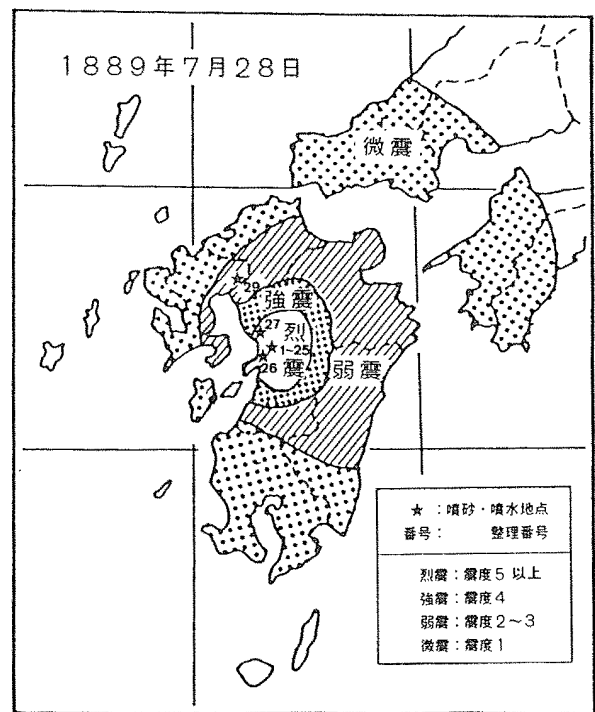 1889年7月28日
微震
1
29
強震
27
烈震
1~25
26
弱震
★：噴砂・噴水地点
番号：　整理番号
烈震：震度5以上
強震：震度4
弱震：震度2～3
微震：震度1